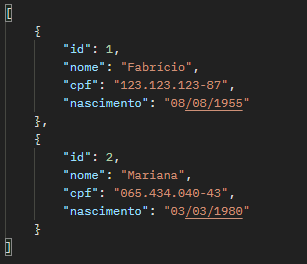 [
    {
        "id": 1,
        "nome": "Fabricio",
        "cpf": "123.123.123-87",
        "nascimento": "08/08/1955"
    },
    {
        "id": 2,
        "nome": "Mariana",
        "cpf": "065.434.040-43",
        "nascimento": "03/03/1980"
    }
]